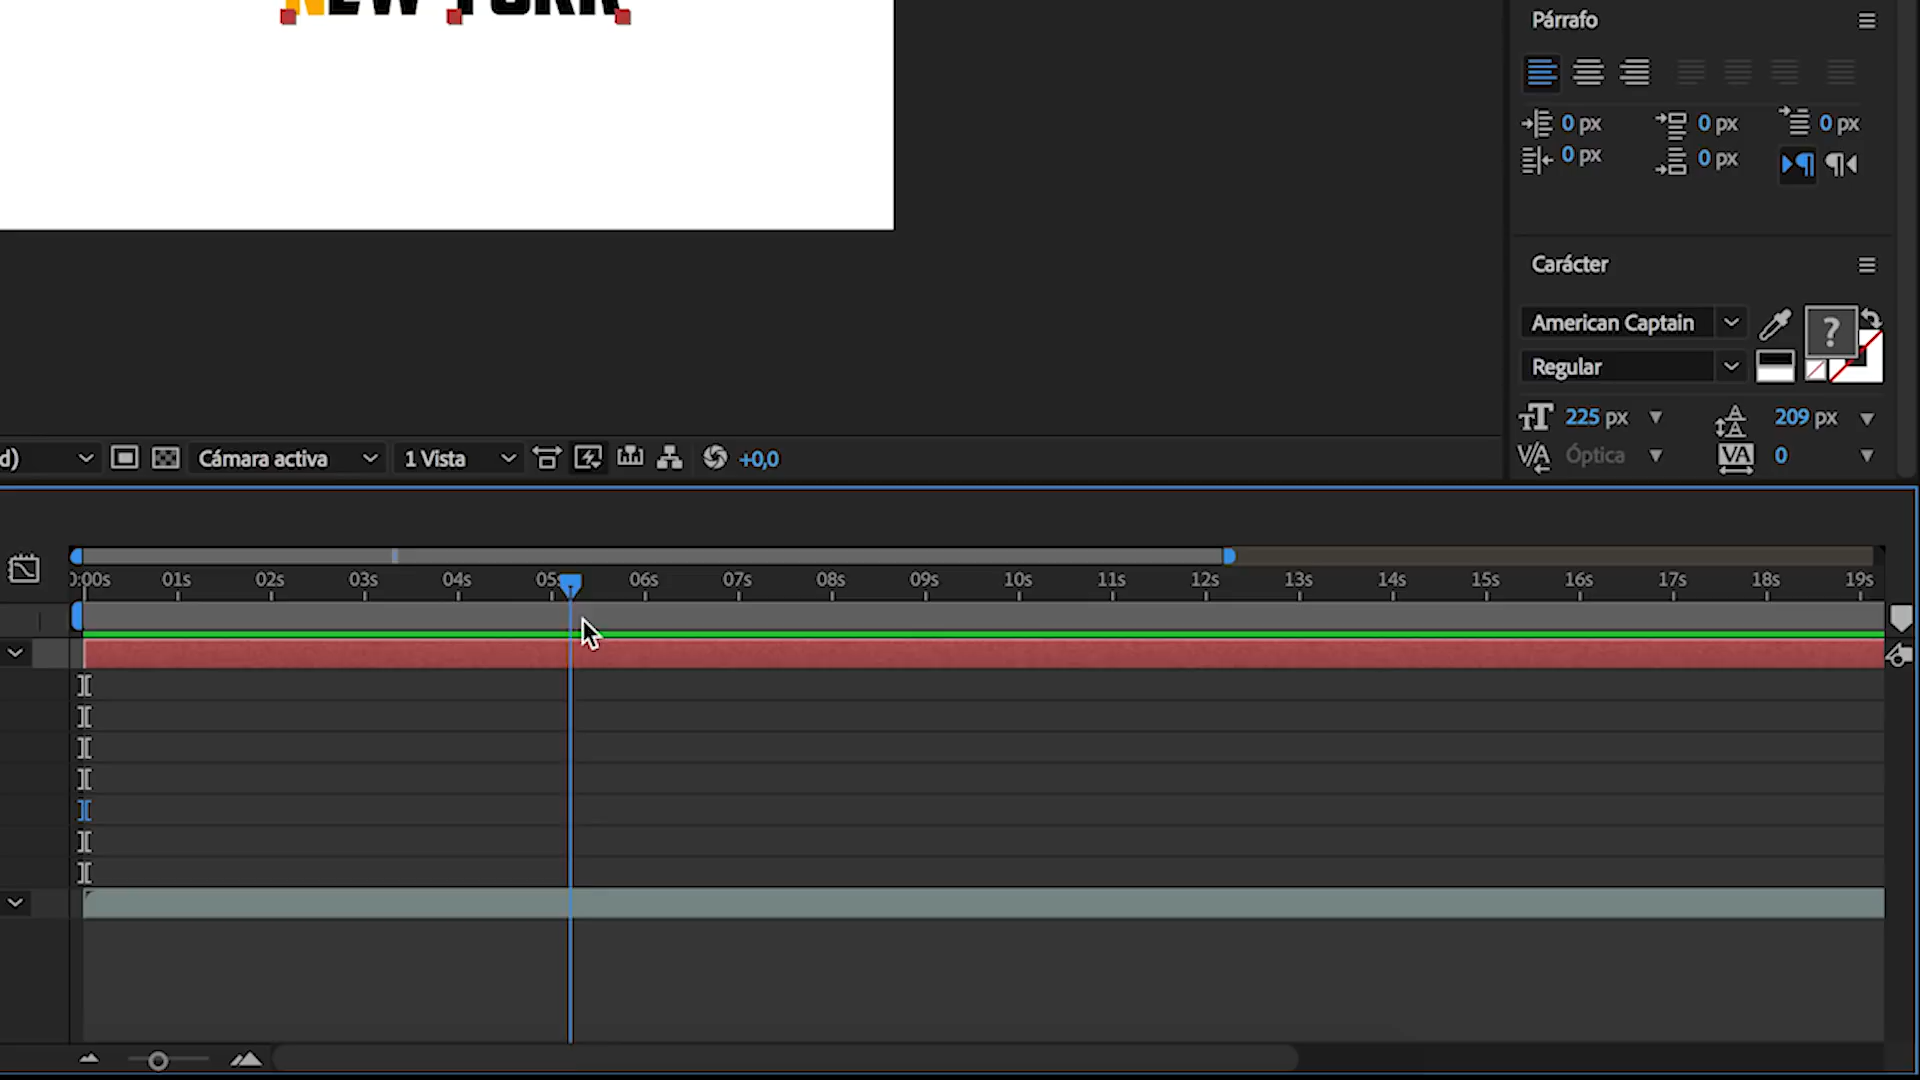 NEW YORK
Párrafo
0 px 0 px 0 px
0 px 0 px
Carácter
American Captain
?
Regular
225 px 209 px
Óptica 0
d) Cámara activa 1 Vista +0,0
0:00s 01s 02s 03s 04s 05s 06s 07s 08s 09s 10s 11s 12s 13s 14s 15s 16s 17s 18s 19s